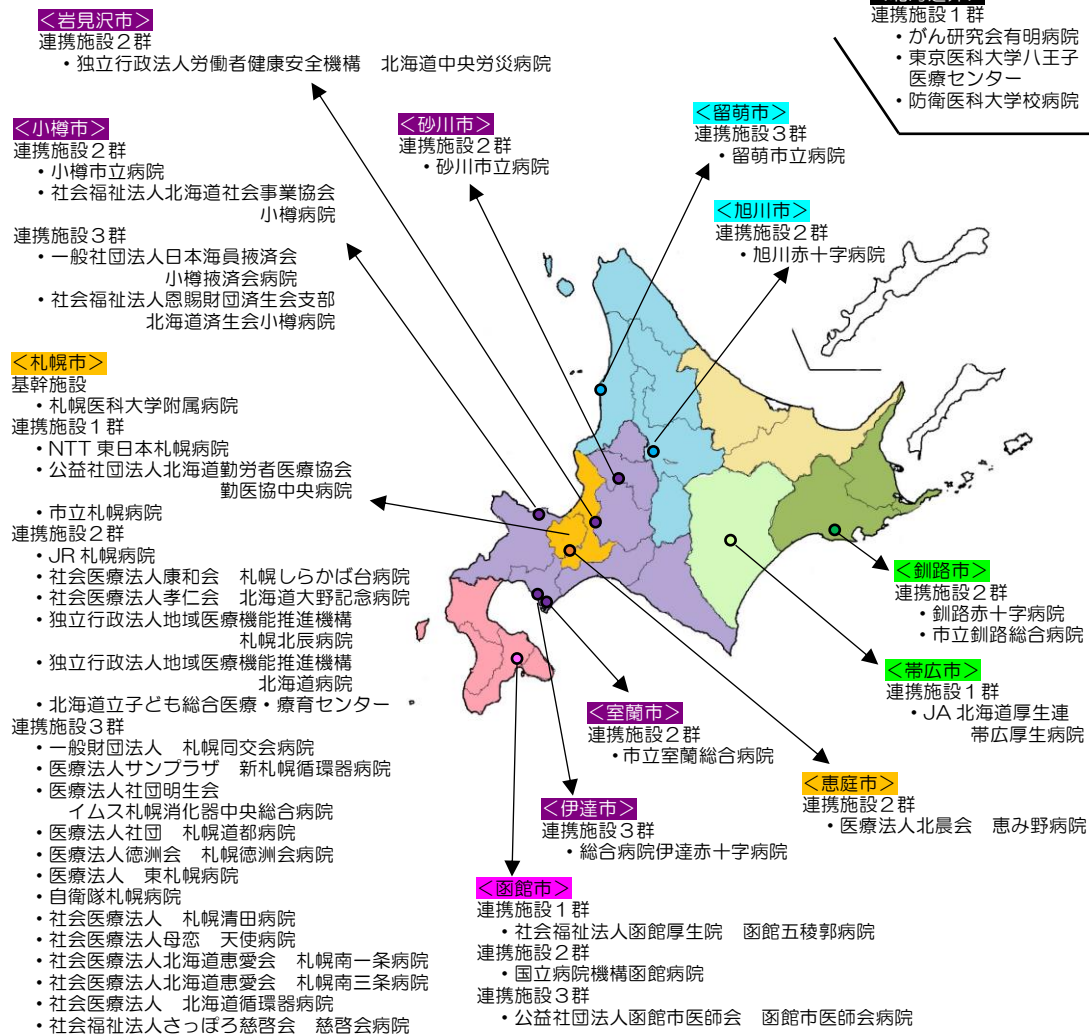 ＜岩見沢市＞
連携施設２群
・独立行政法人労働者健康安全機構　北海道中央労災病院
＜小樽市＞
連携施設２群
・小樽市立病院
・社会福祉法人北海道社会事業協会
小樽病院
連携施設３群
・一般社団法人日本海員掖済会
小樽掖済会病院
・社会福祉法人恩賜財団済生会支部
北海道済生会小樽病院
＜砂川市＞
連携施設２群
・砂川市立病院
＜留萌市＞
連携施設３群
・留萌市立病院
＜旭川市＞
連携施設２群
・旭川赤十字病院
連携施設１群
・がん研究会有明病院
・東京医科大学八王子
医療センター
・防衛医科大学校病院
＜札幌市＞
基幹施設
・札幌医科大学附属病院
連携施設１群
・NTT 東日本札幌病院
・公益社団法人北海道勤労者医療協会
勤医協中央病院
・市立札幌病院
連携施設２群
・JR 札幌病院
・社会医療法人康和会　札幌しらかば台病院
・社会医療法人孝仁会　北海道大野記念病院
・独立行政法人地域医療機能推進機構
札幌北辰病院
・独立行政法人地域医療機能推進機構
北海道病院
・北海道立子ども総合医療・療育センター
連携施設３群
・一般財団法人　札幌同交会病院
・医療法人サンプラザ　新札幌循環器病院
・医療法人社団明生会
イムス札幌消化器中央総合病院
・医療法人社団　札幌道都病院
・医療法人徳洲会　札幌徳洲会病院
・医療法人　東札幌病院
・自衛隊札幌病院
・社会医療法人　札幌清田病院
・社会医療法人母恋　天使病院
・社会医療法人北海道恵愛会　札幌南一条病院
・社会医療法人北海道恵愛会　札幌南三条病院
・社会医療法人　北海道循環器病院
・社会福祉法人さっぽろ慈啓会　慈啓会病院
＜釧路市＞
連携施設２群
・釧路赤十字病院
・市立釧路総合病院
＜帯広市＞
連携施設１群
・JA 北海道厚生連
帯広厚生病院
＜室蘭市＞
連携施設２群
・市立室蘭総合病院
＜恵庭市＞
連携施設２群
・医療法人北晨会　恵み野病院
＜伊達市＞
連携施設３群
・総合病院伊達赤十字病院
＜函館市＞
連携施設１群
・社会福祉法人函館厚生院　函館五稜郭病院
連携施設２群
・国立病院機構函館病院
連携施設３群
・公益社団法人函館市医師会　函館市医師会病院